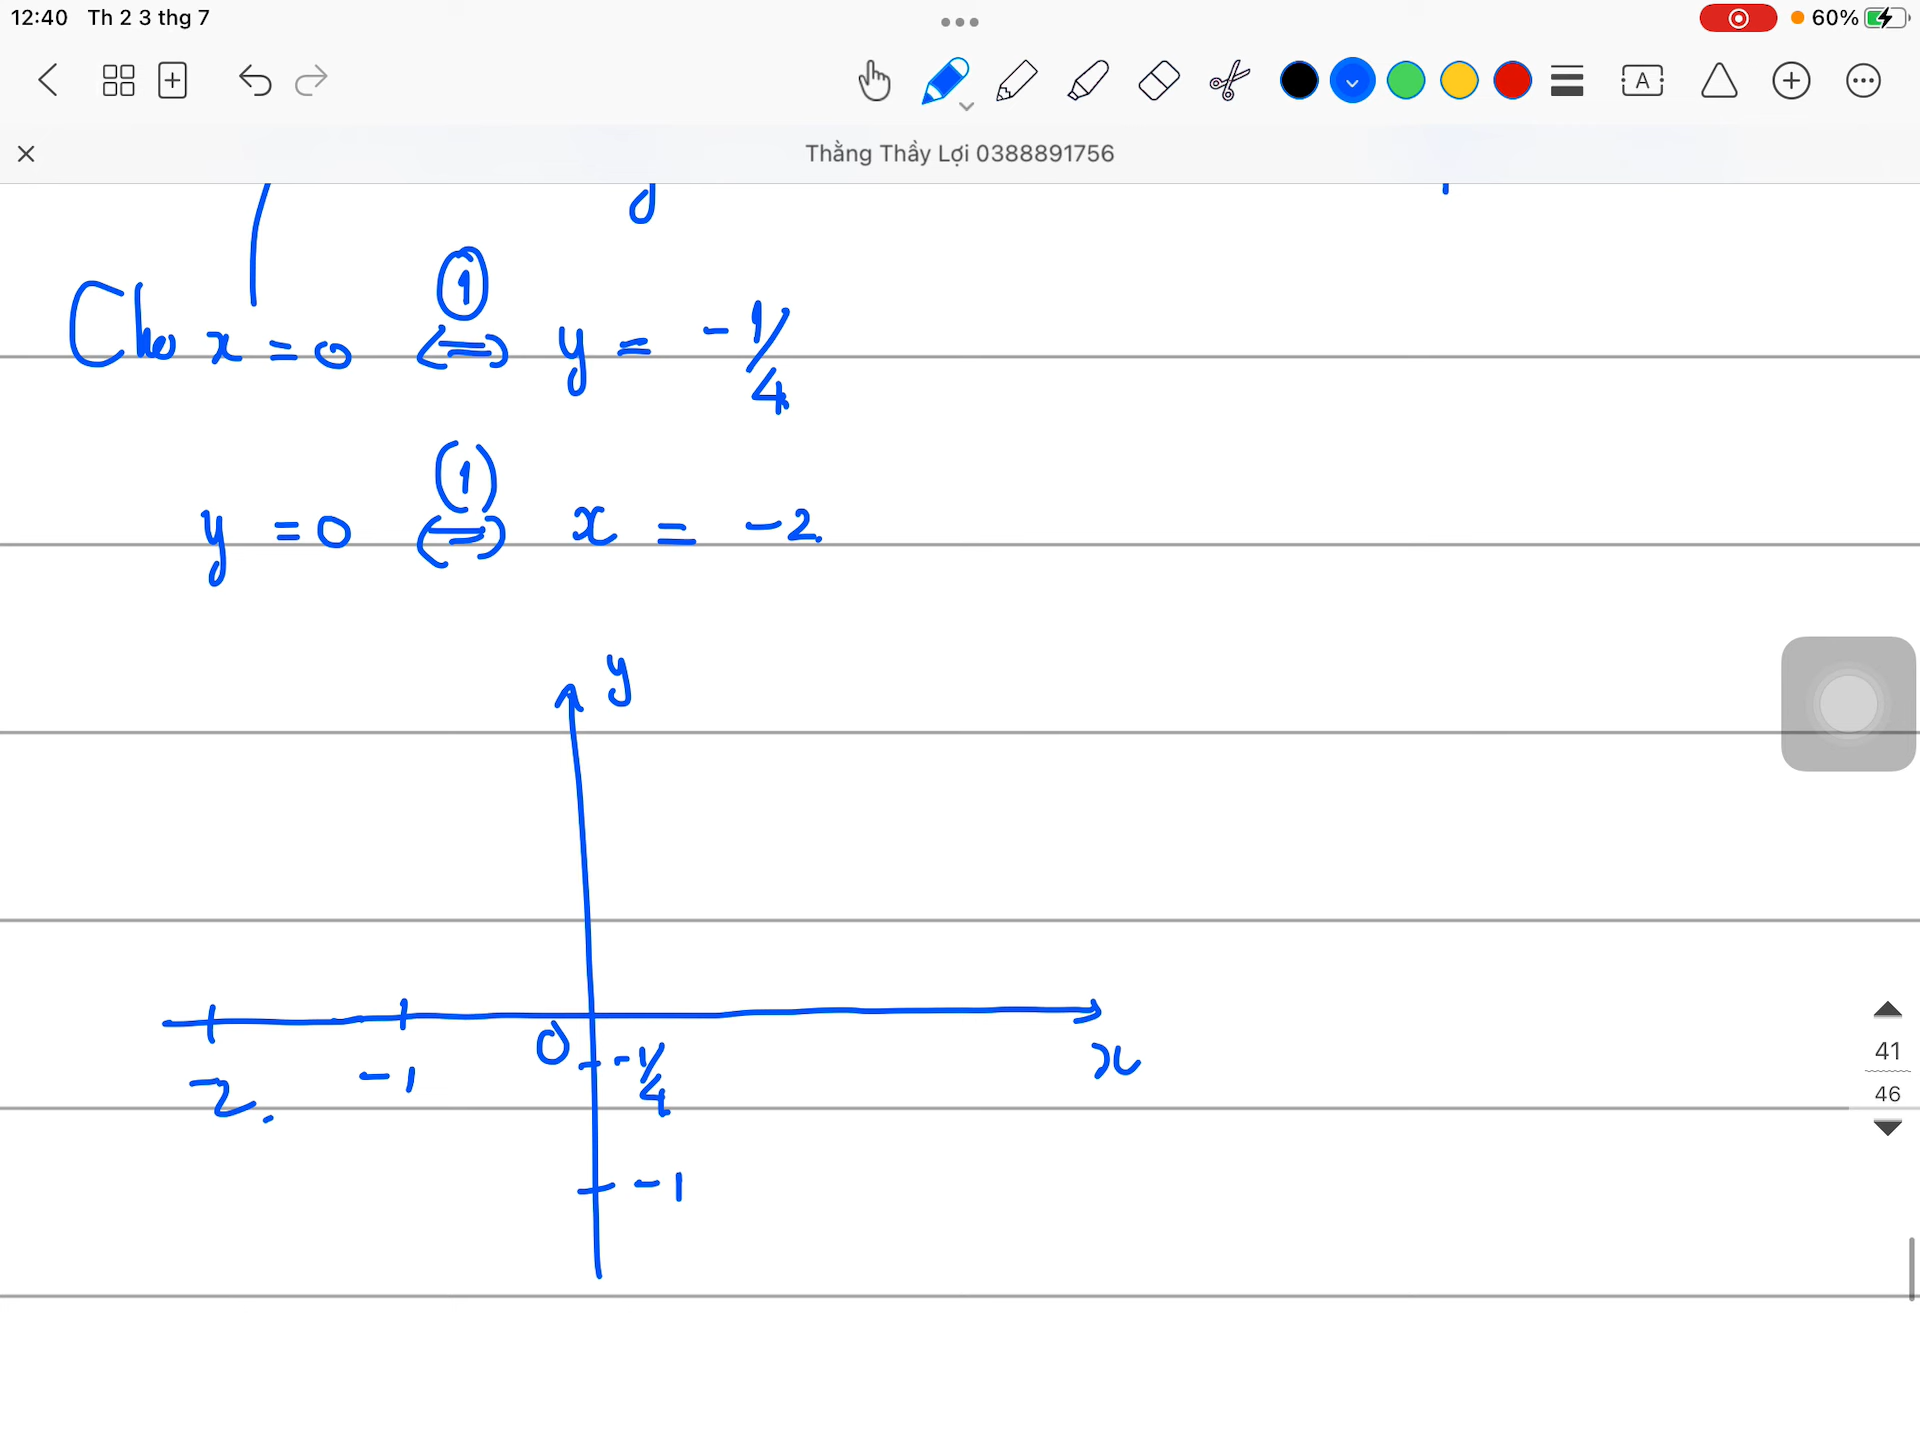 12:40 Th 2 3 thg 7
60%
A
Thằng Thầy Lợi 0388891756
y
Cho x = 0 (1) <=> y = -1/4
y = 0 (1) <=> x = -2.
y
0
x
-2.
-1
-1/4
-1
41
46